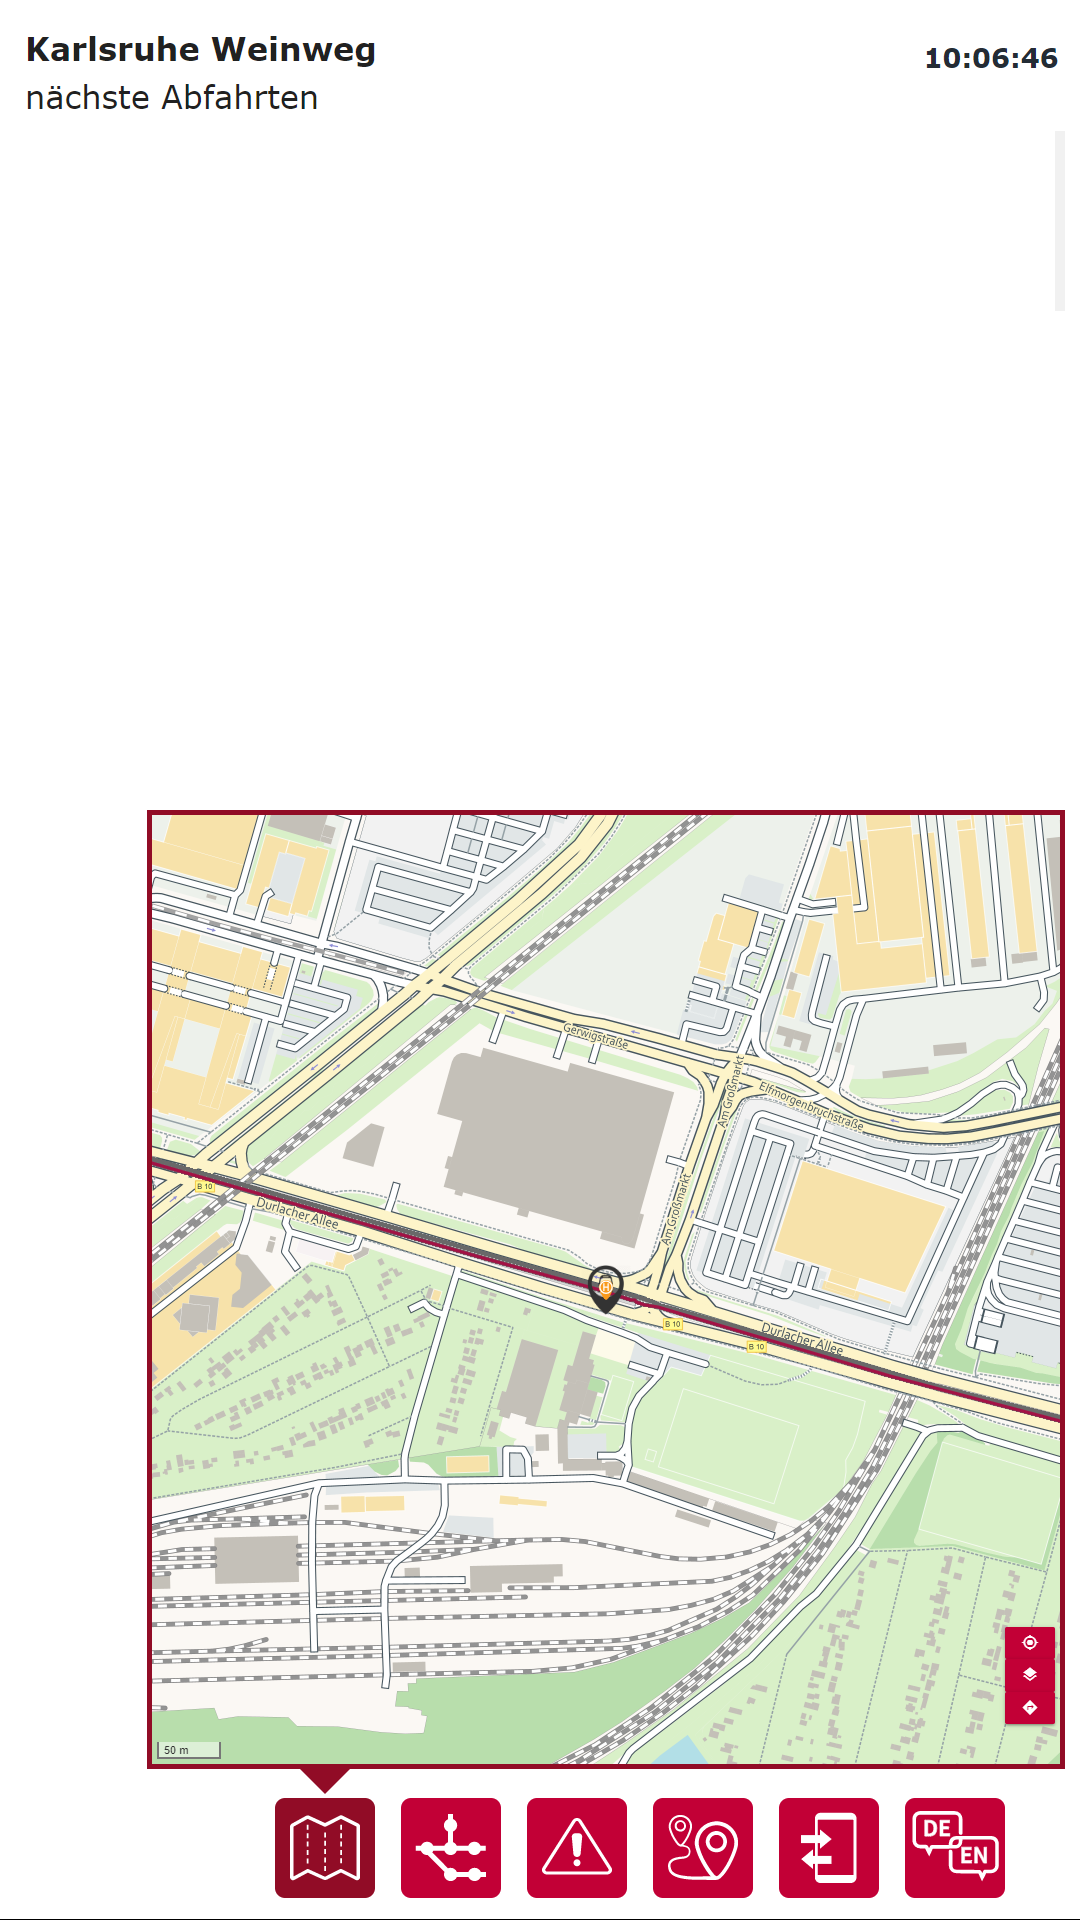 Karlsruhe Weinweg
10:06:46
nächste Abfahrten
Gerwigstraße
Am Großmarkt
Elfmorgenbruchstraße
Am Großmarkt
B 10
Durlacher Allee
H
B 10
Durlacher Allee
B 10
50 m
DE
EN